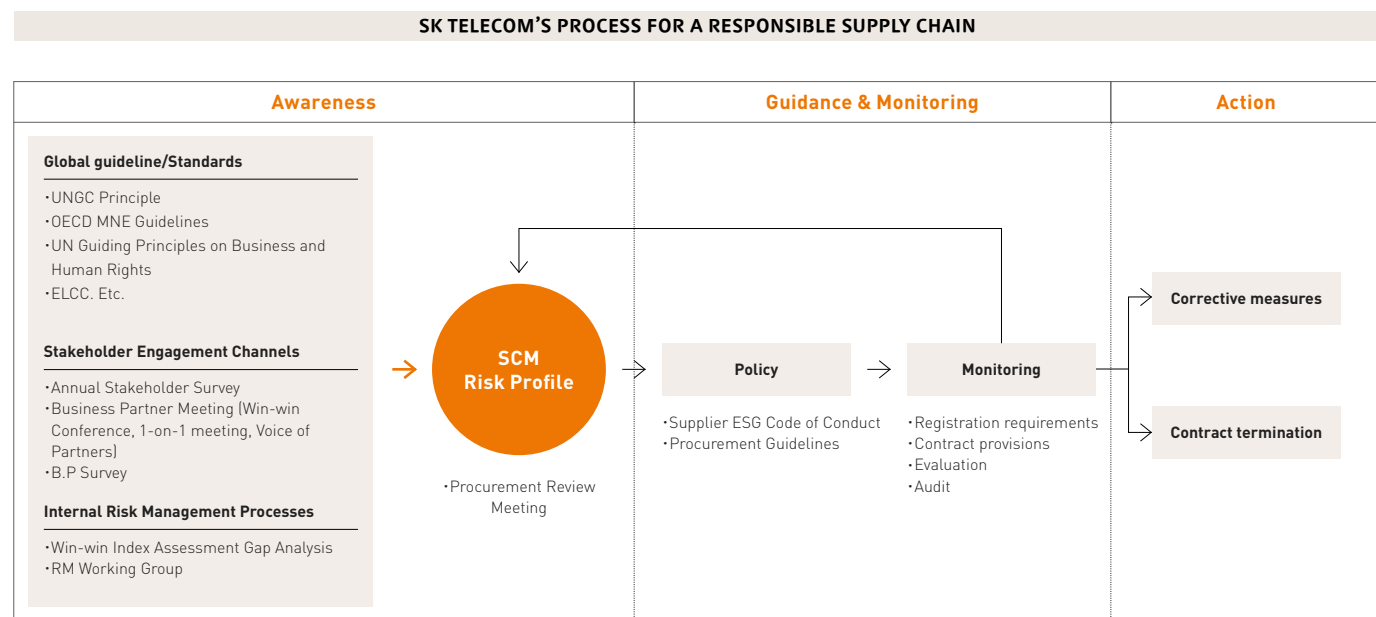 SK TELECOM'S PROCESS FOR A RESPONSIBLE SUPPLY CHAIN
Awareness
Guidance & Monitoring
Action
Global guideline/Standards
·UNGC Principle
·OECD MNE Guidelines
·UN Guiding Principles on Business and
Human Rights
·ELCC. Etc.
Stakeholder Engagement Channels
·Annual Stakeholder Survey
·Business Partner Meeting (Win-win
Conference, 1-on-1 meeting, Voice of
Partners)
·B.P Survey
Internal Risk Management Processes
·Win-win Index Assessment Gap Analysis
·RM Working Group
SCM
Risk Profile
·Procurement Review
Meeting
Policy
·Supplier ESG Code of Conduct
·Procurement Guidelines
Monitoring
·Registration requirements
·Contract provisions
·Evaluation
·Audit
Corrective measures
Contract termination